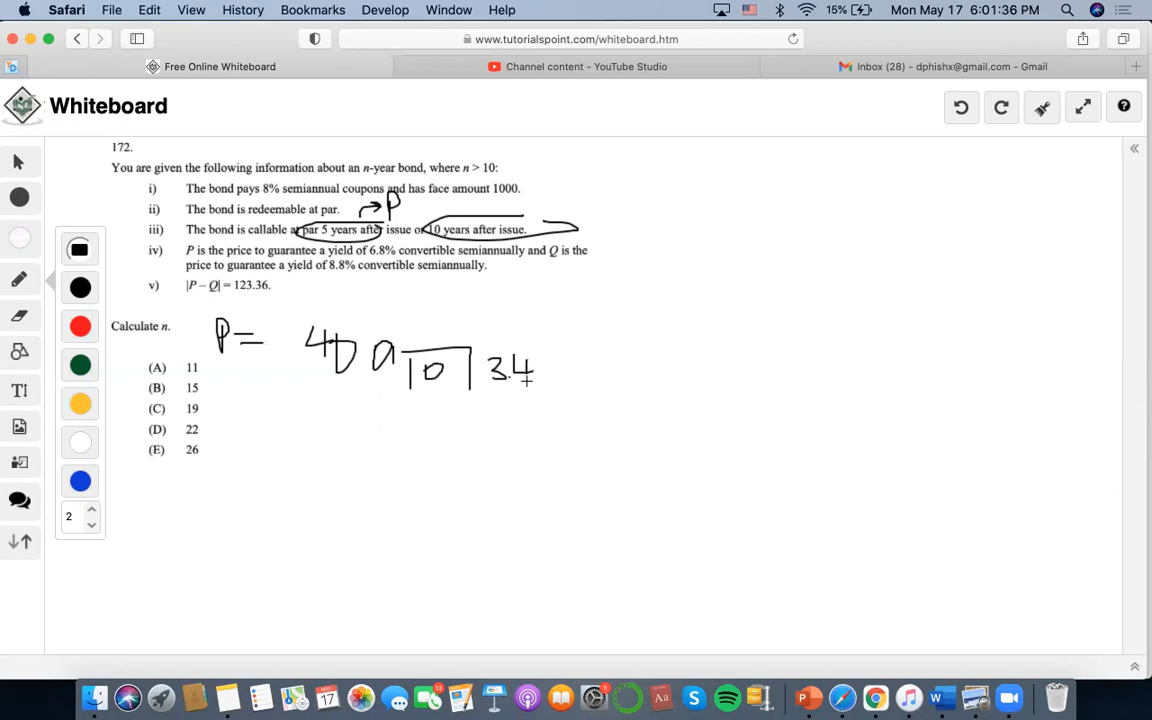 Safari File Edit View History Bookmarks Develop Window Help 15% Mon May 17 6:01:36 PM
www.tutorialspoint.com/whiteboard.htm
Free Online Whiteboard Channel content - YouTube Studio Inbox (28) - dphishx@gmail.com - Gmail
Whiteboard
172.
You are given the following information about an n-year bond, where n > 10:
i) The bond pays 8% semiannual coupons and has face amount 1000.
ii) The bond is redeemable at par.
P
iii) The bond is callable at par 5 years after issue or 10 years after issue.
iv) P is the price to guarantee a yield of 6.8% convertible semiannually and Q is the
price to guarantee a yield of 8.8% convertible semiannually.
v) |P – Q| = 123.36.
Calculate n.
P = 40 a 10 3.4
(A) 11
(B) 15
(C) 19
(D) 22
(E) 26
2